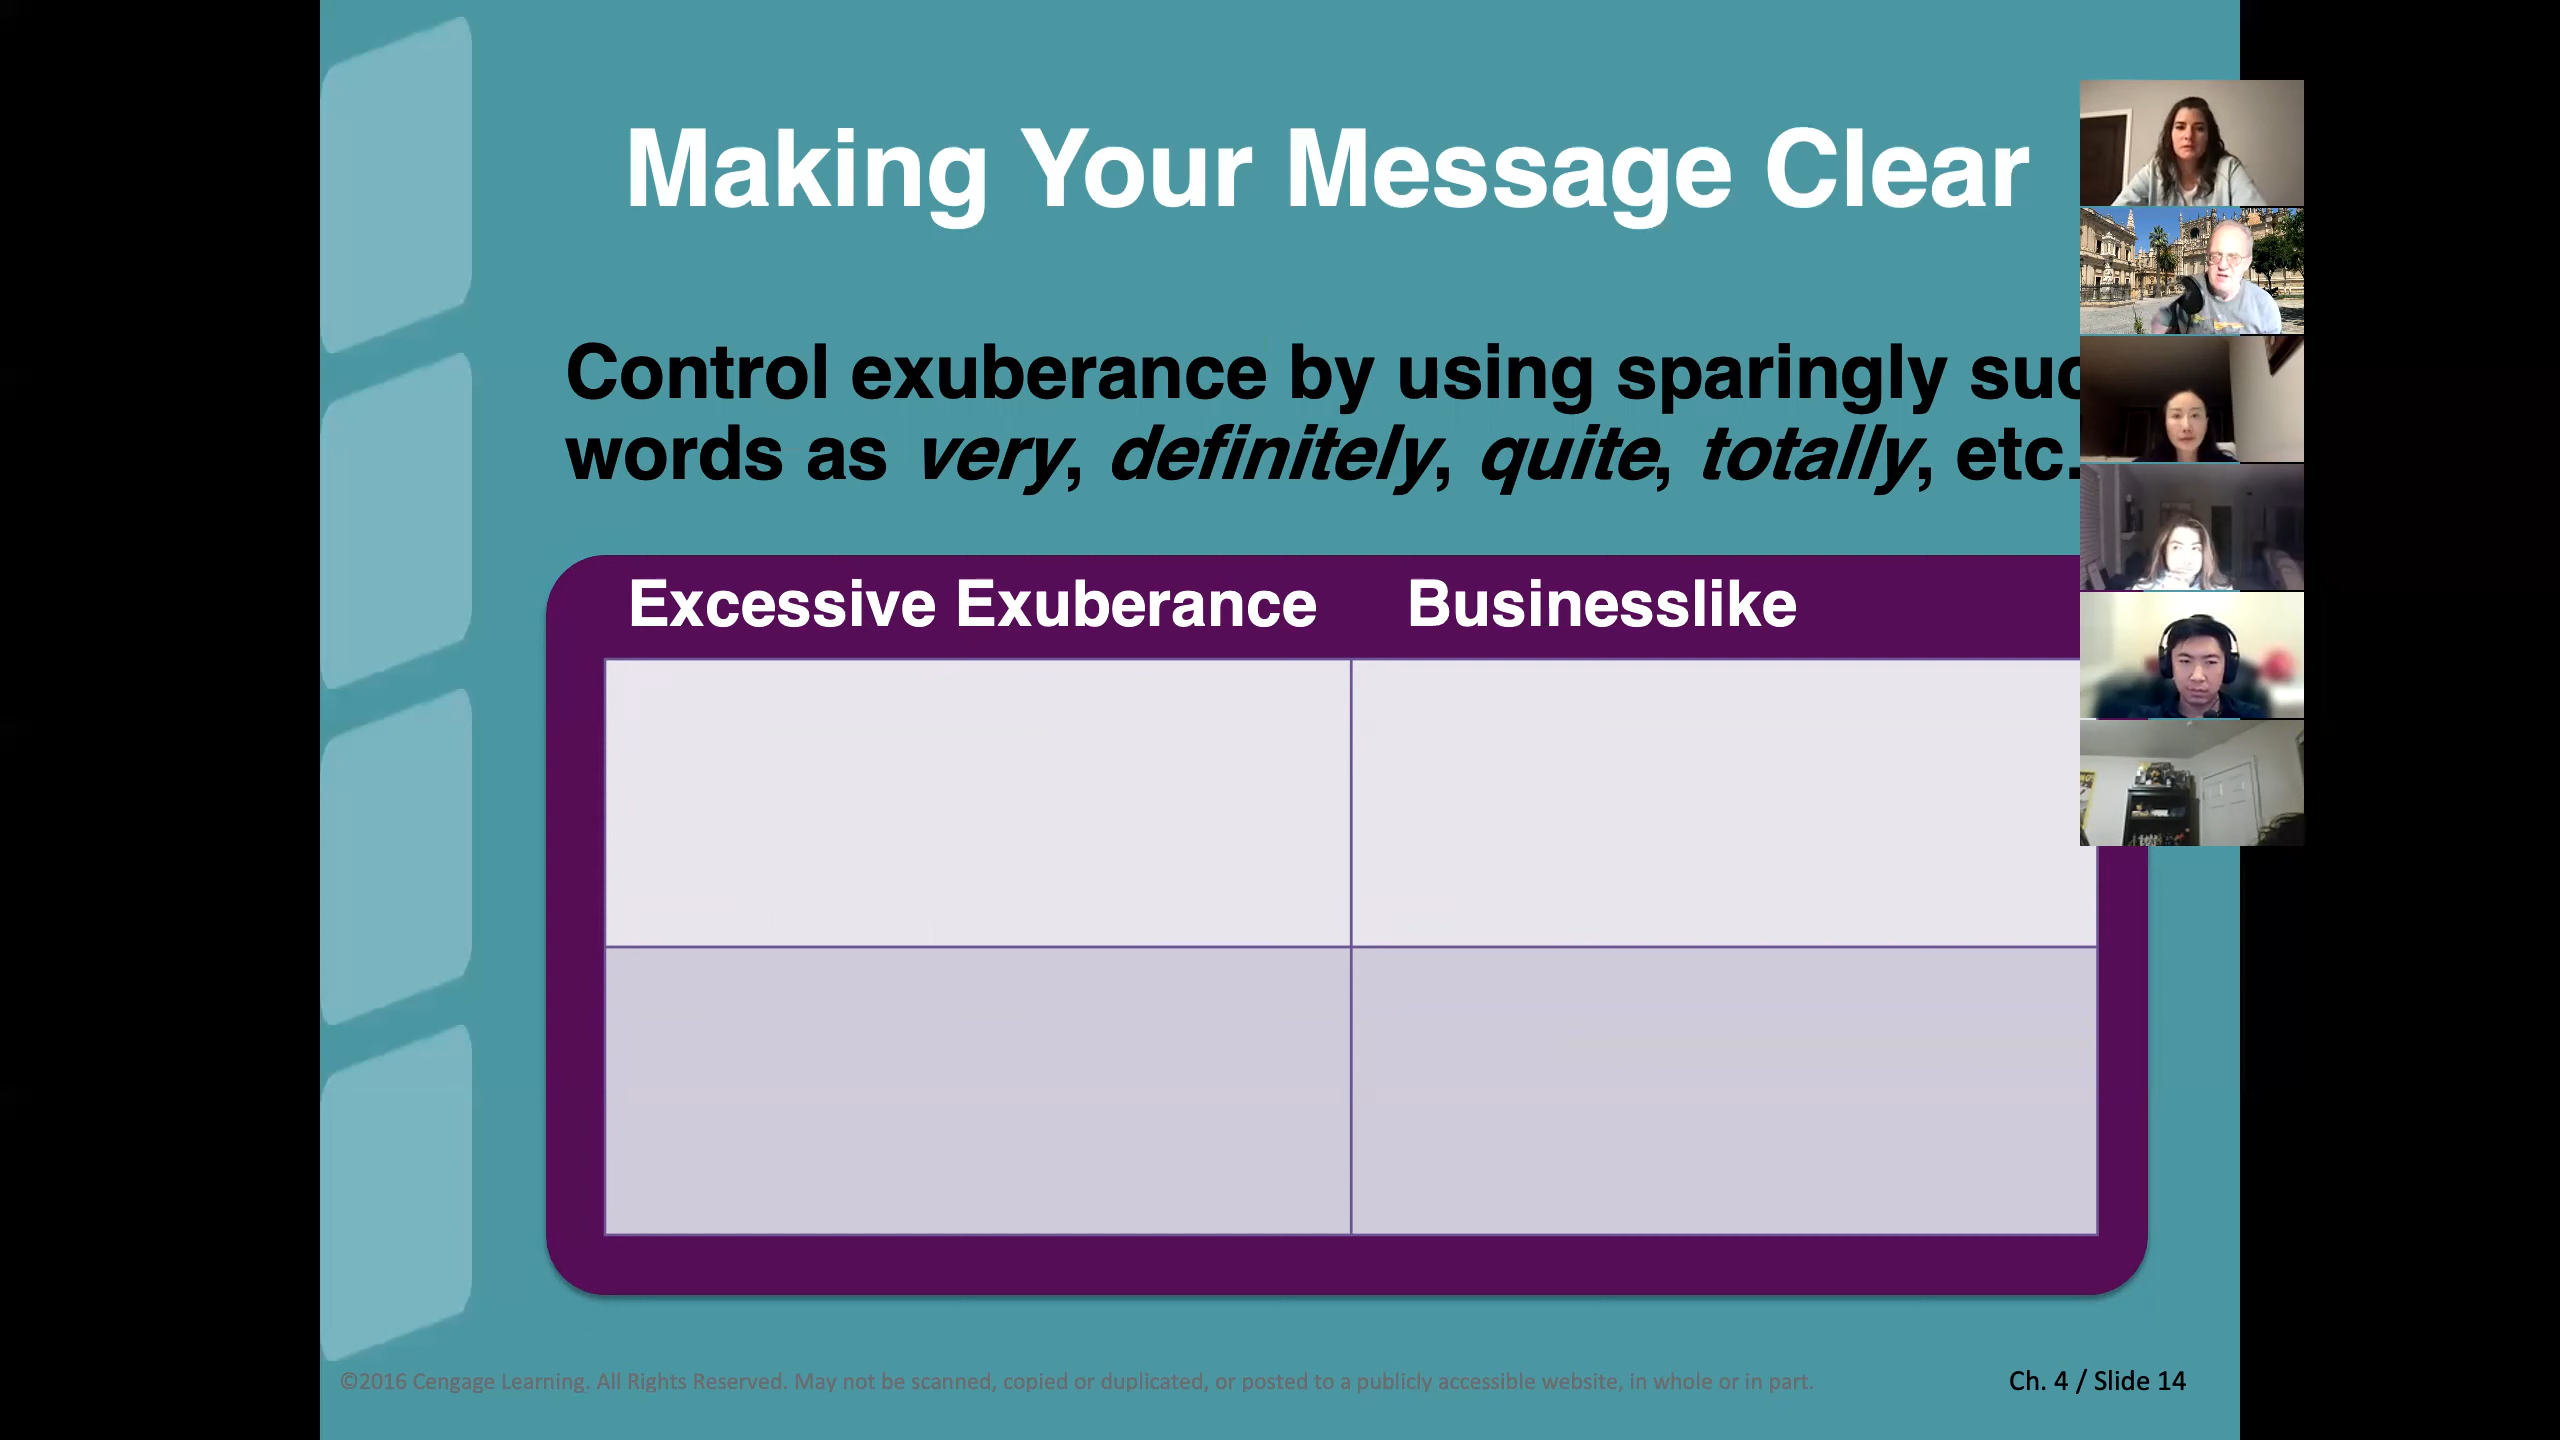 Making Your Message Clear
Control exuberance by using sparingly
words as very, definitely, quite, totally, etc.
Excessive Exuberance
Businesslike
©2016 Cengage Learning. All Rights Reserved. May not be scanned, copied or duplicated, or posted to a publicly accessible website, in whole or in part.
Ch. 4 / Slide 14